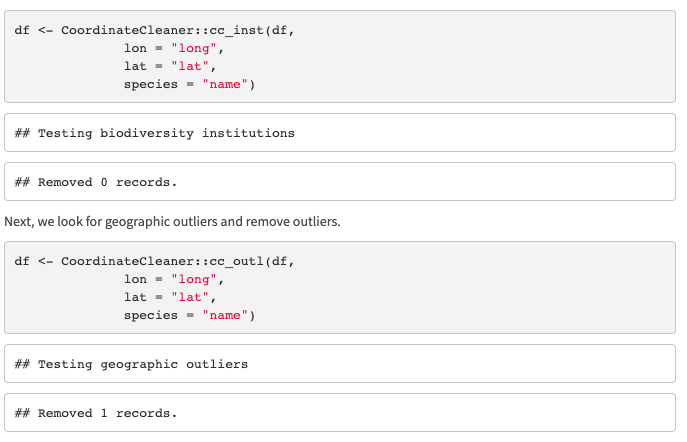 df <- CoordinateCleaner::cc_inst(df,
              lon = "long",
              lat = "lat",
              species = "name")
## Testing biodiversity institutions
## Removed 0 records.
Next, we look for geographic outliers and remove outliers.
df <- CoordinateCleaner::cc_outl(df,
              lon = "long",
              lat = "lat",
              species = "name")
## Testing geographic outliers
## Removed 1 records.